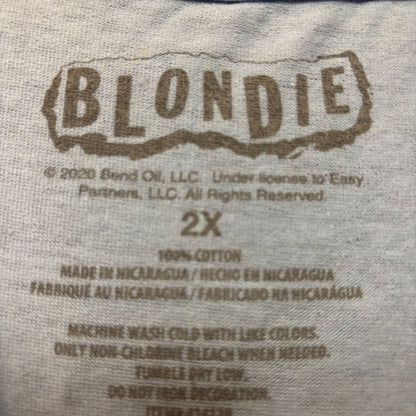 BLONDIE
© 2020 Bend Oil, LLC. Under license to Easy
Partners, LLC. All Rights Reserved.
2X
100% COTTON
MADE IN NICARAGUA / HECHO EN NICARAGUA
FABRIQUÉ AU NICARAGUA / FABRICADO NA NICARÁGUA
MACHINE WASH COLD WITH LIKE COLORS.
ONLY NON-CHLORINE BLEACH WHEN NEEDED.
TUMBLE DRY LOW.
DO NOT IRON DECORATION.